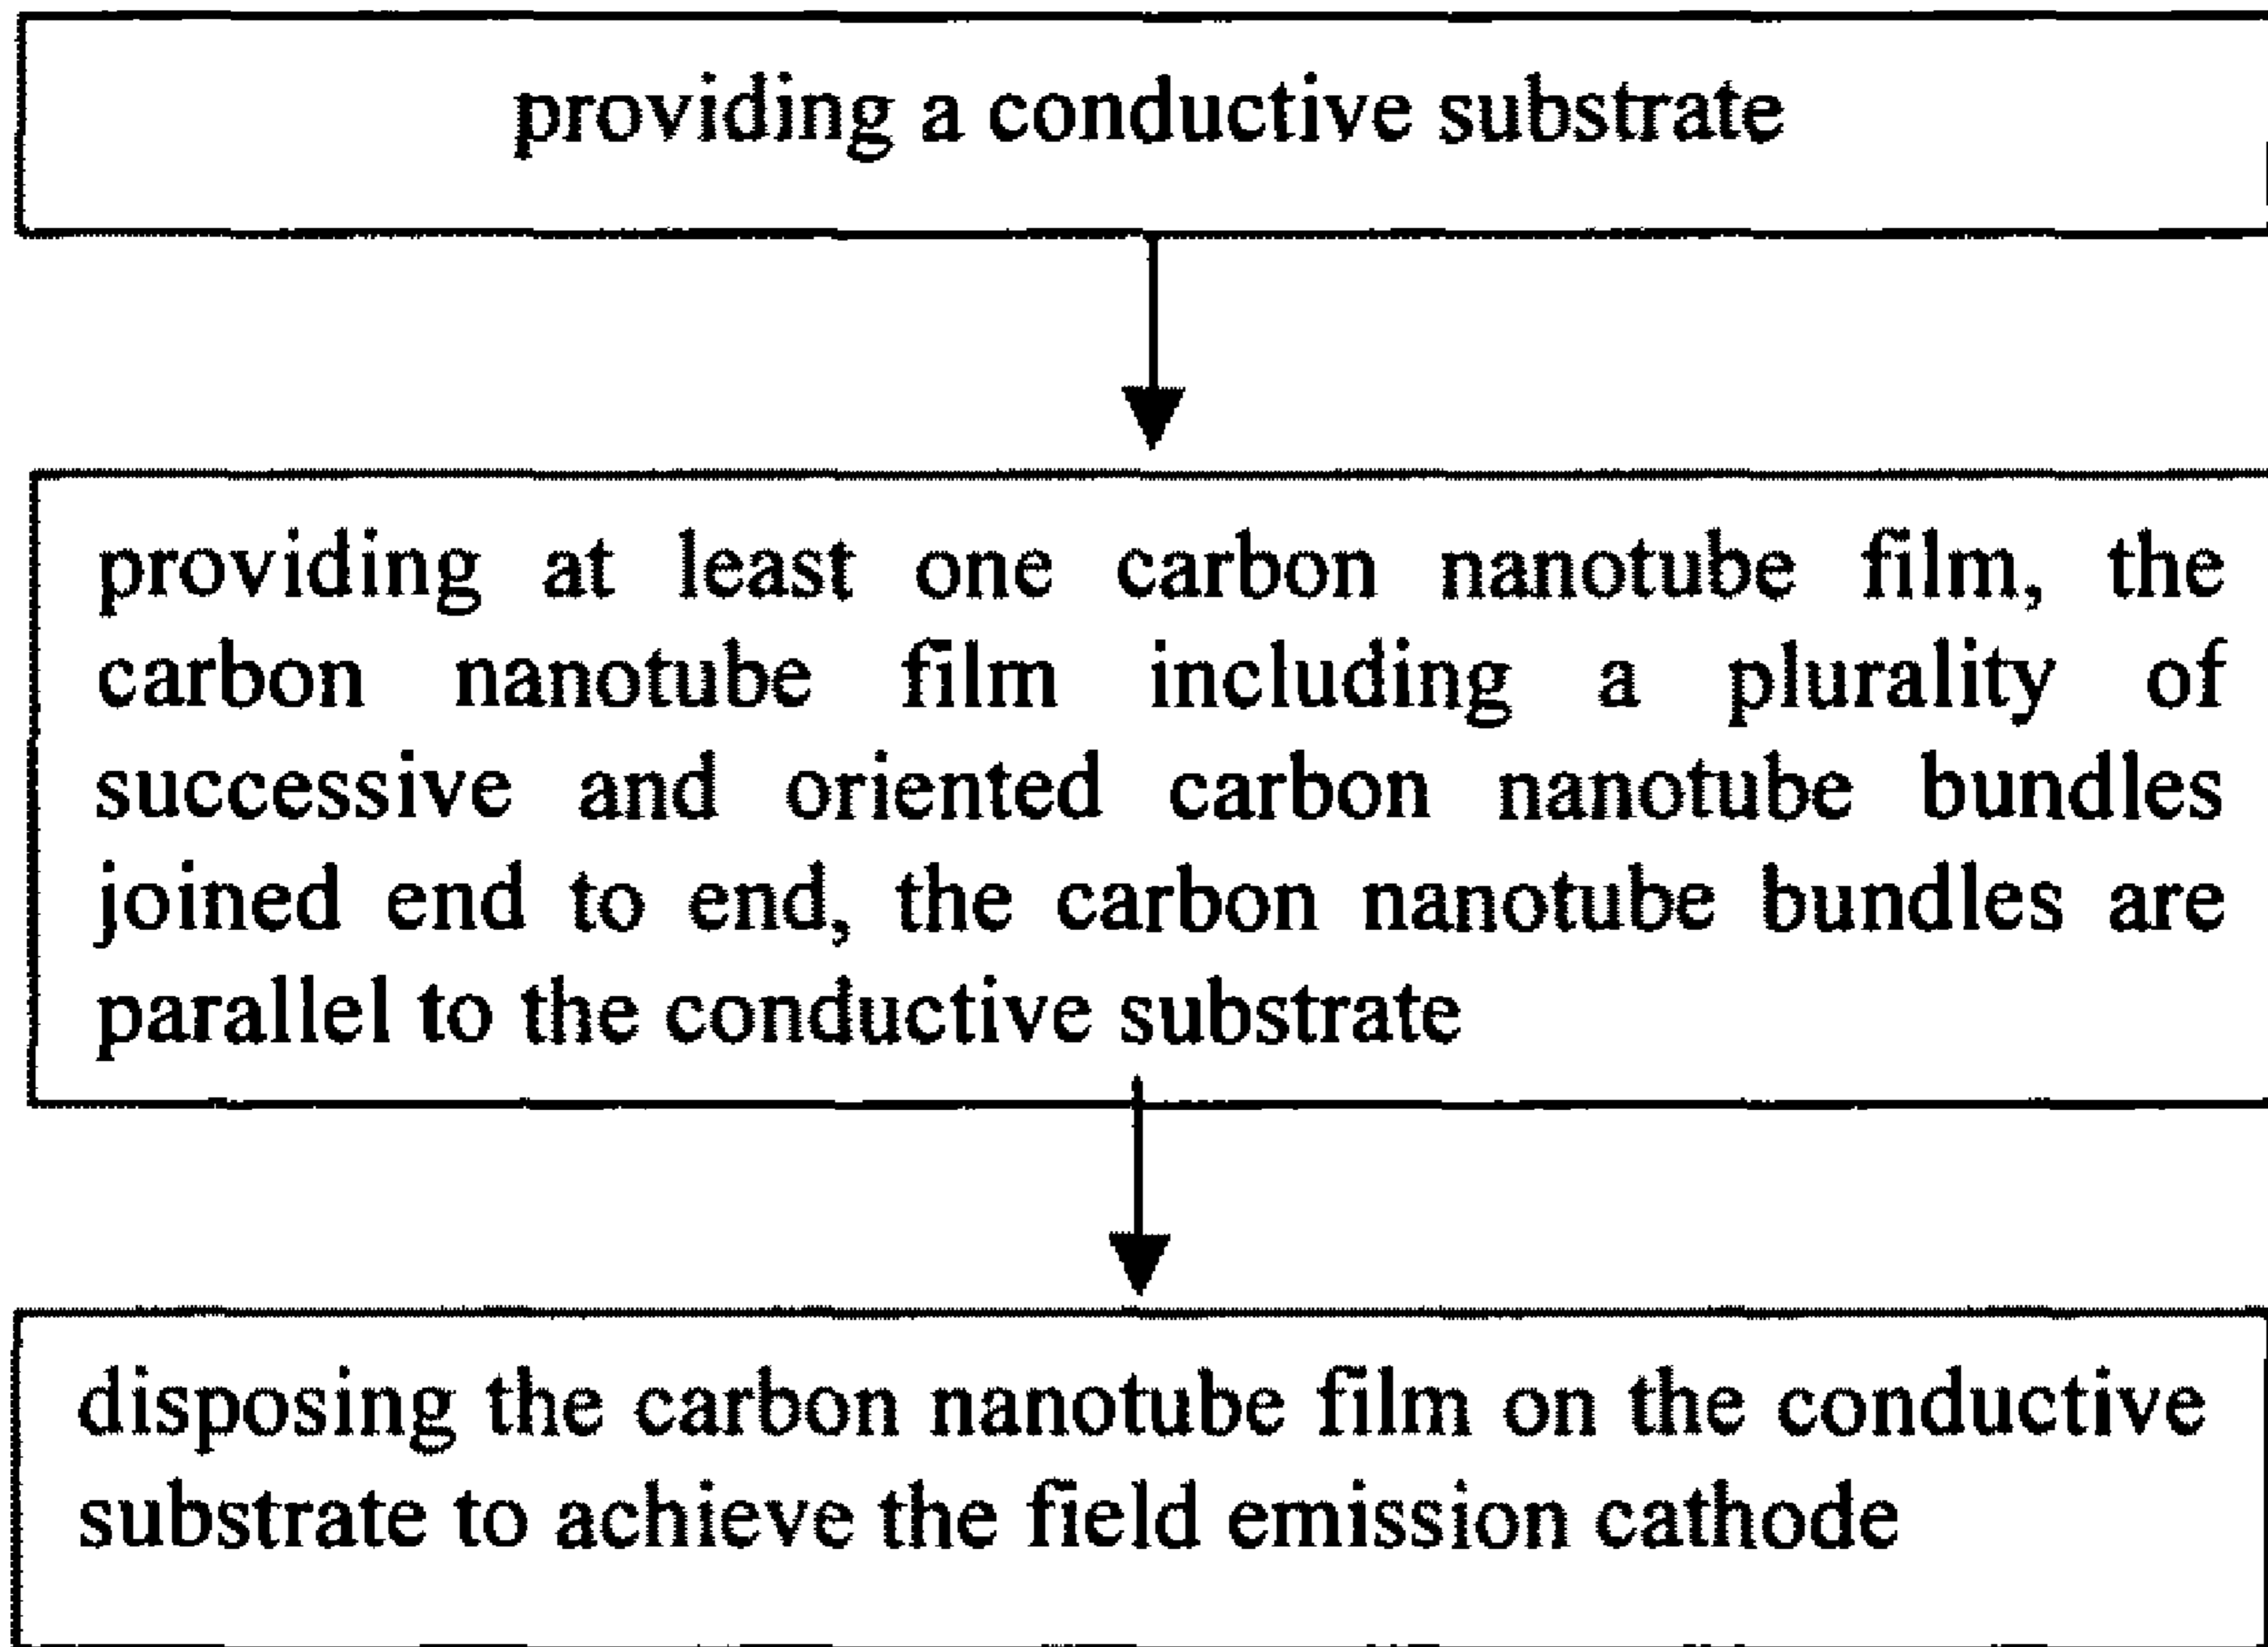 providing a conductive substrate
providing at least one carbon nanotube film, the
carbon nanotube film including a plurality of
successive and oriented carbon nanotube bundles
joined end to end, the carbon nanotube bundles are
parallel to the conductive substrate
disposing the carbon nanotube film on the conductive
substrate to achieve the field emission cathode